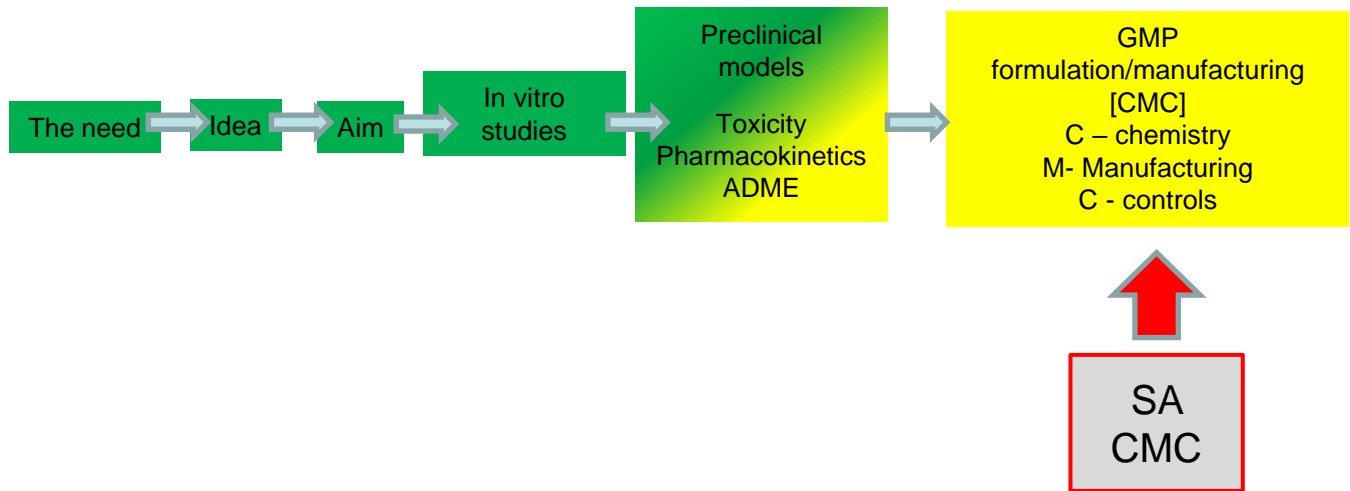 The need
Idea
Aim
In vitro
studies
Preclinical
models
Toxicity
Pharmacokinetics
ADME
GMP
formulation/manufacturing
[CMC]
C – chemistry
M- Manufacturing
C - controls
SA
CMC